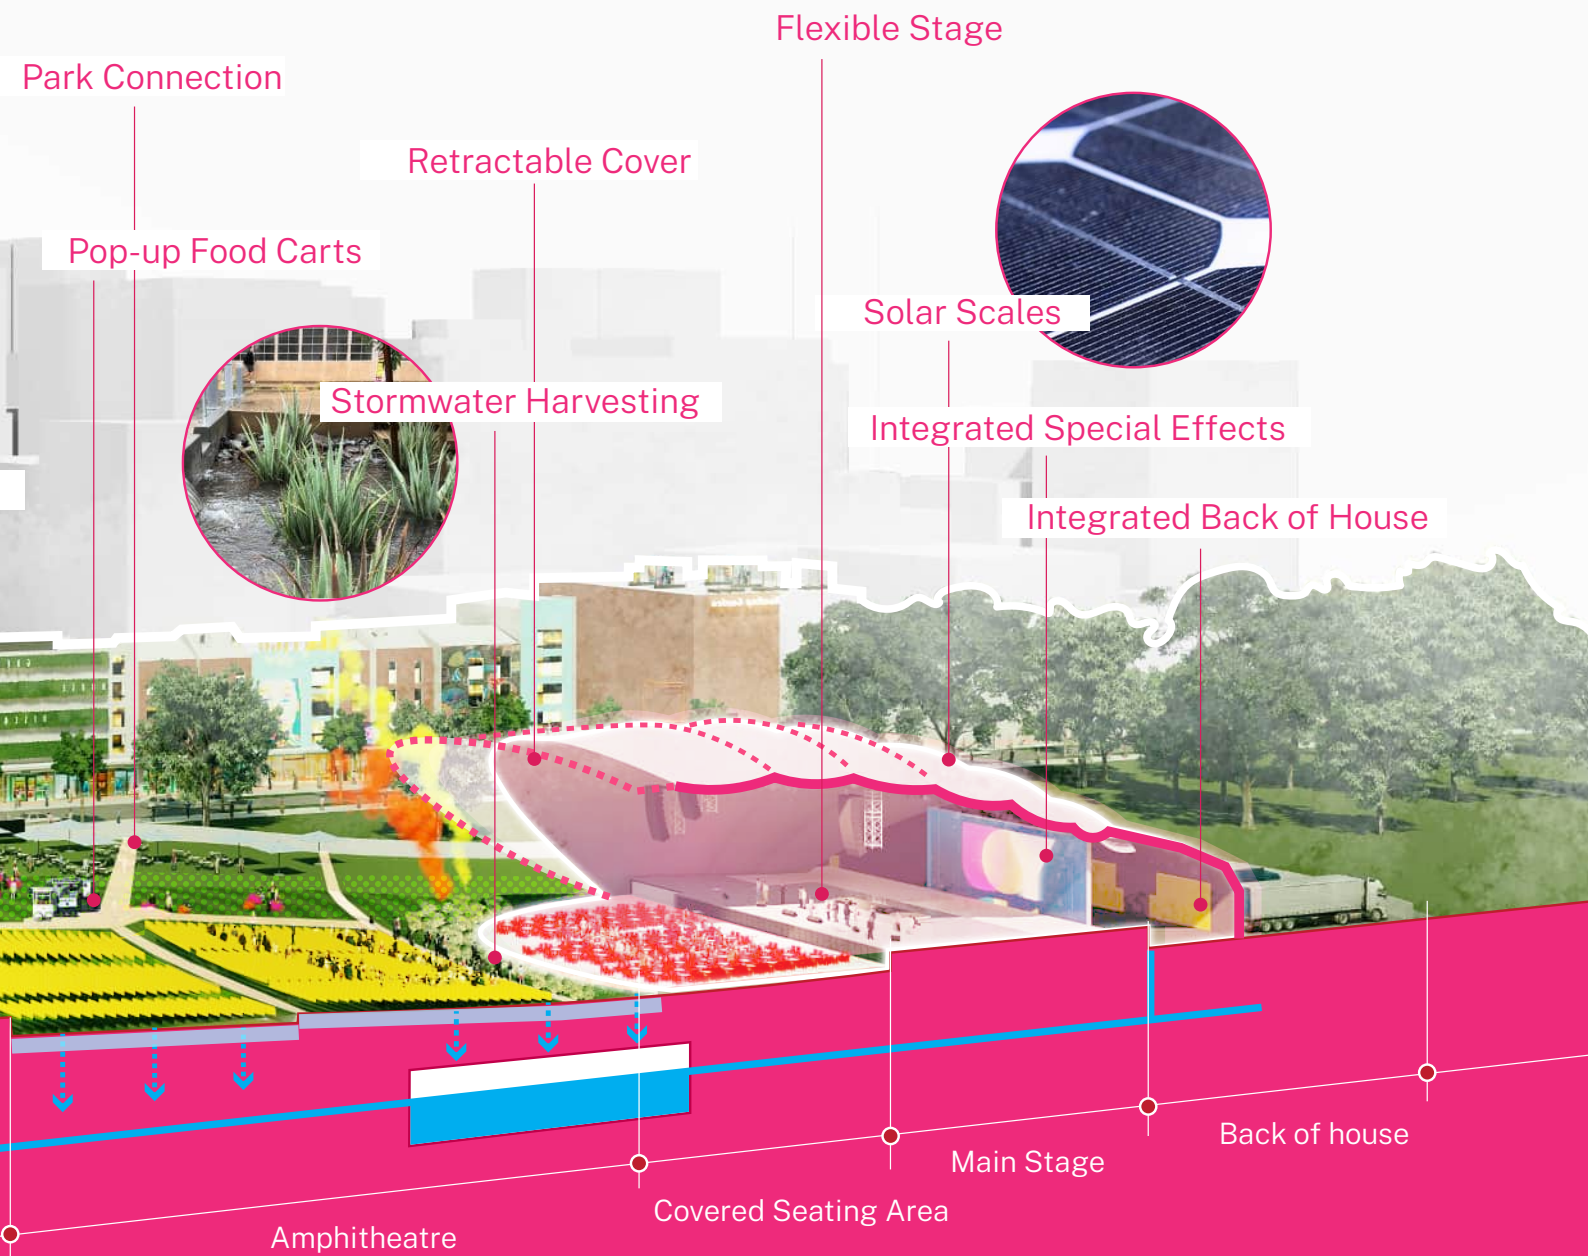 Flexible Stage
Park Connection
Retractable Cover
Pop-up Food Carts
Solar Scales
Stormwater Harvesting
Integrated Special Effects
Integrated Back of House
Back of house
Main Stage
Covered Seating Area
Amphitheatre